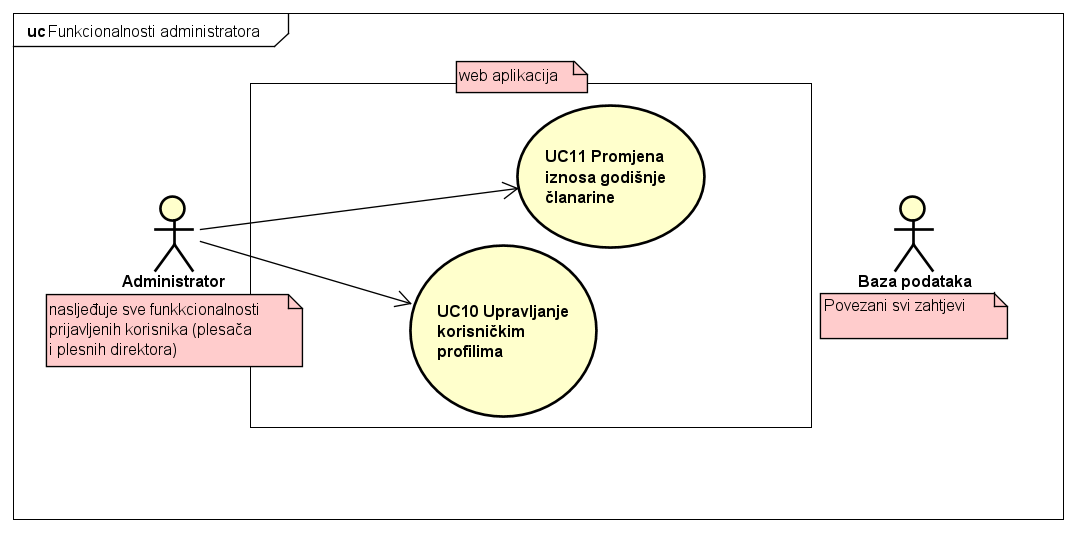 uc Funkcionalnosti administratora
web aplikacija
UC11 Promjena
iznosa godišnje
članarine
Administrator
nasljeđuje sve funkkcionalnosti
prijavljenih korisnika (plesača
i plesnih direktora)
UC10 Upravljanje
korisničkim
profilima
Baza podataka
Povezani svi zahtjevi